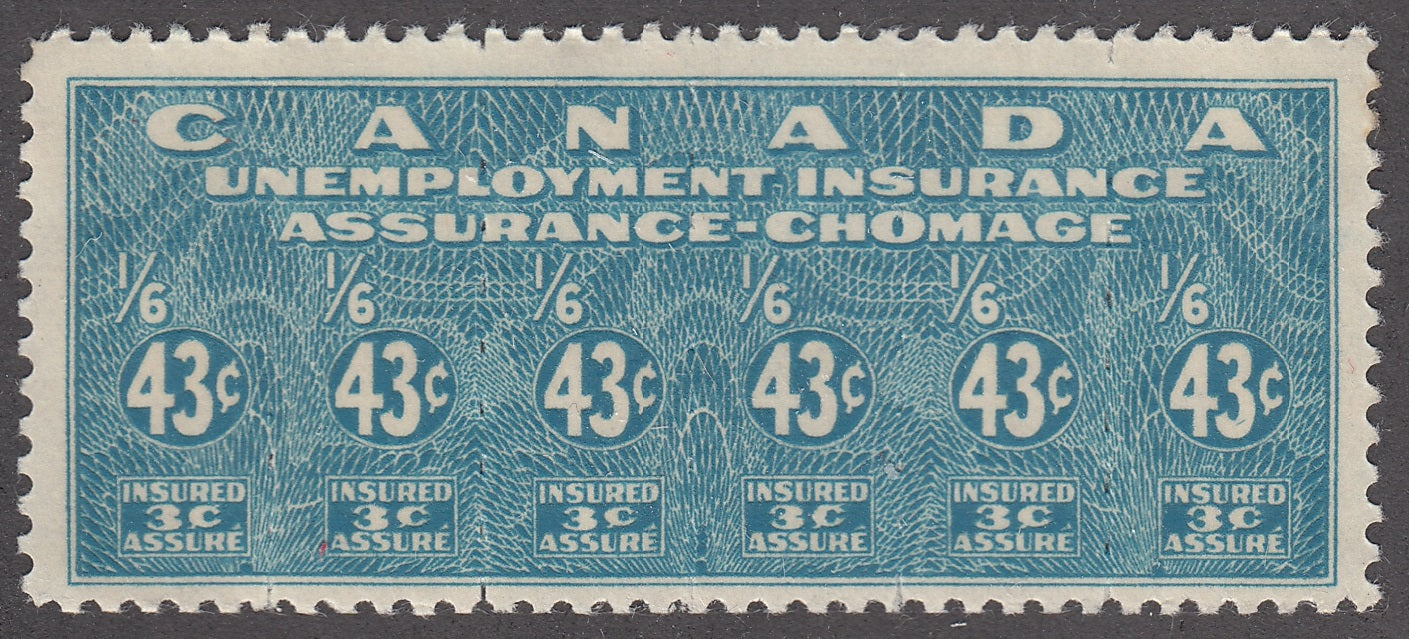 CANADA
UNEMPLOYMENT INSURANCE
ASSURANCE-CHOMAGE
1/6 1/6 1/6 1/6 1/6 1/6
43¢ 43¢ 43¢ 43¢ 43¢ 43¢
INSURED INSURED INSURED INSURED INSURED INSURED
3¢ 3¢ 3¢ 3¢ 3¢ 3¢
ASSURÉ ASSURÉ ASSURÉ ASSURÉ ASSURÉ ASSURÉ